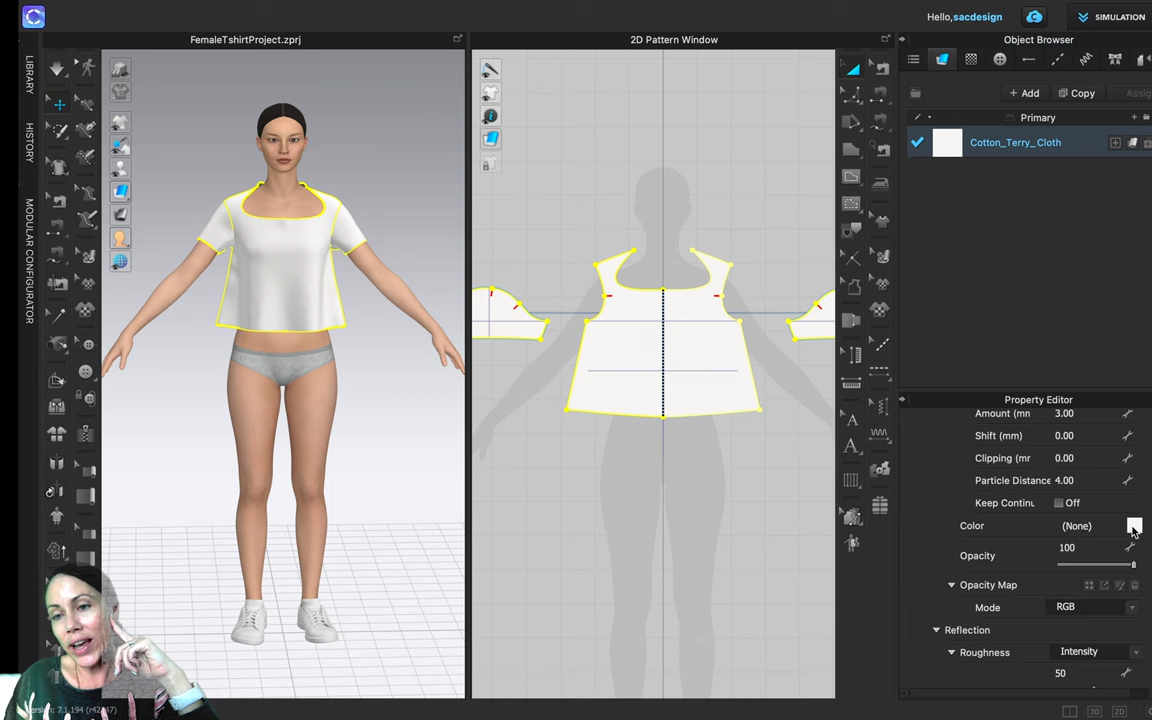 Hello,sacdesign
SIMULATION
FemaleTshirtProject.zprj
2D Pattern Window
Object Browser
LIBRARY
HISTORY
MODULAR CONFIGURATOR
+ Add
Copy
Assig
Primary
Cotton_Terry_Cloth
A
A
Property Editor
Amount (mn 3.00
Shift (mm) 0.00
Clipping (mr 0.00
Particle Distance 4.00
Keep Continu Off
Color (None)
Opacity 100
Opacity Map
Mode RGB
Reflection
Roughness Intensity
50
3D 2D